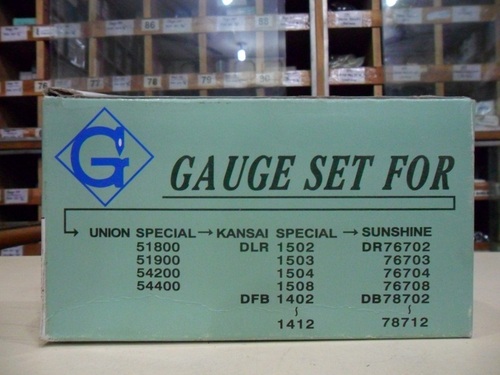 G
GAUGE SET FOR
→ UNION SPECIAL → KANSAI SPECIAL → SUNSHINE
51800 DLR 1502 DR76702
51900 1503 76703
54200 1504 76704
54400 1508 76708
DFB 1402 DB78702
~ ~
1412 78712